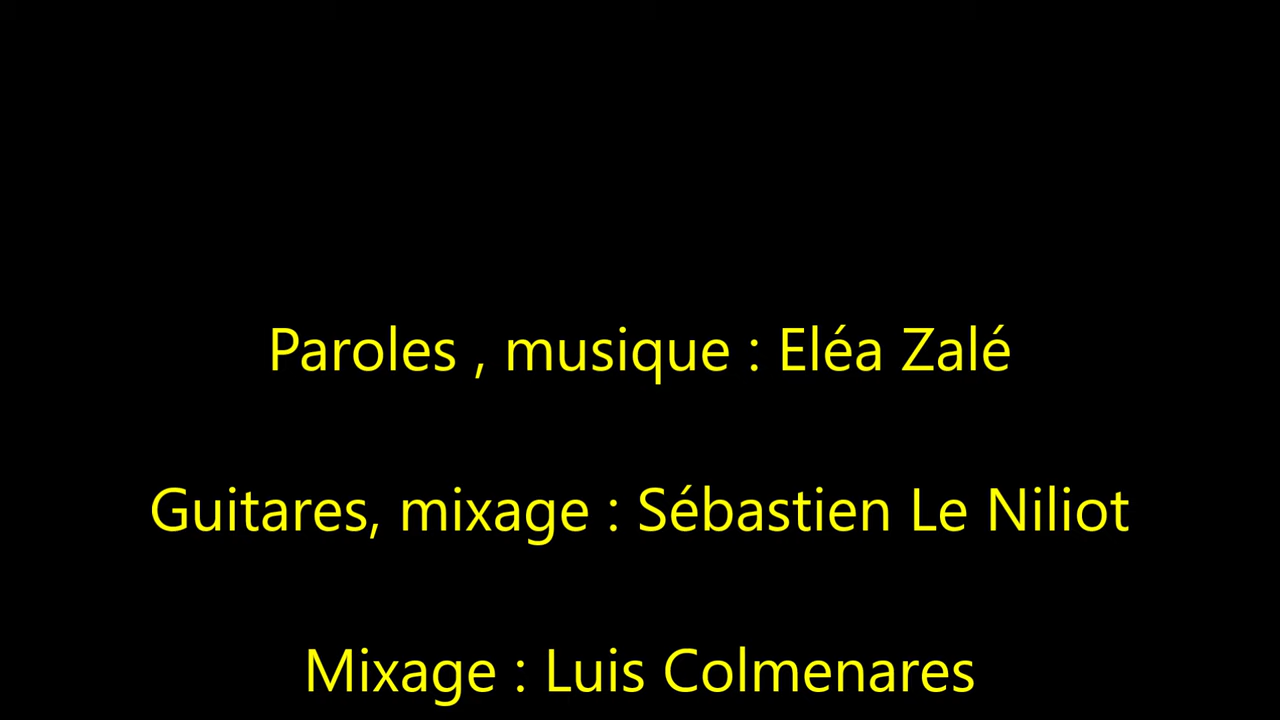 Paroles , musique : Eléa Zalé
Guitares, mixage : Sébastien Le Niliot
Mixage : Luis Colmenares